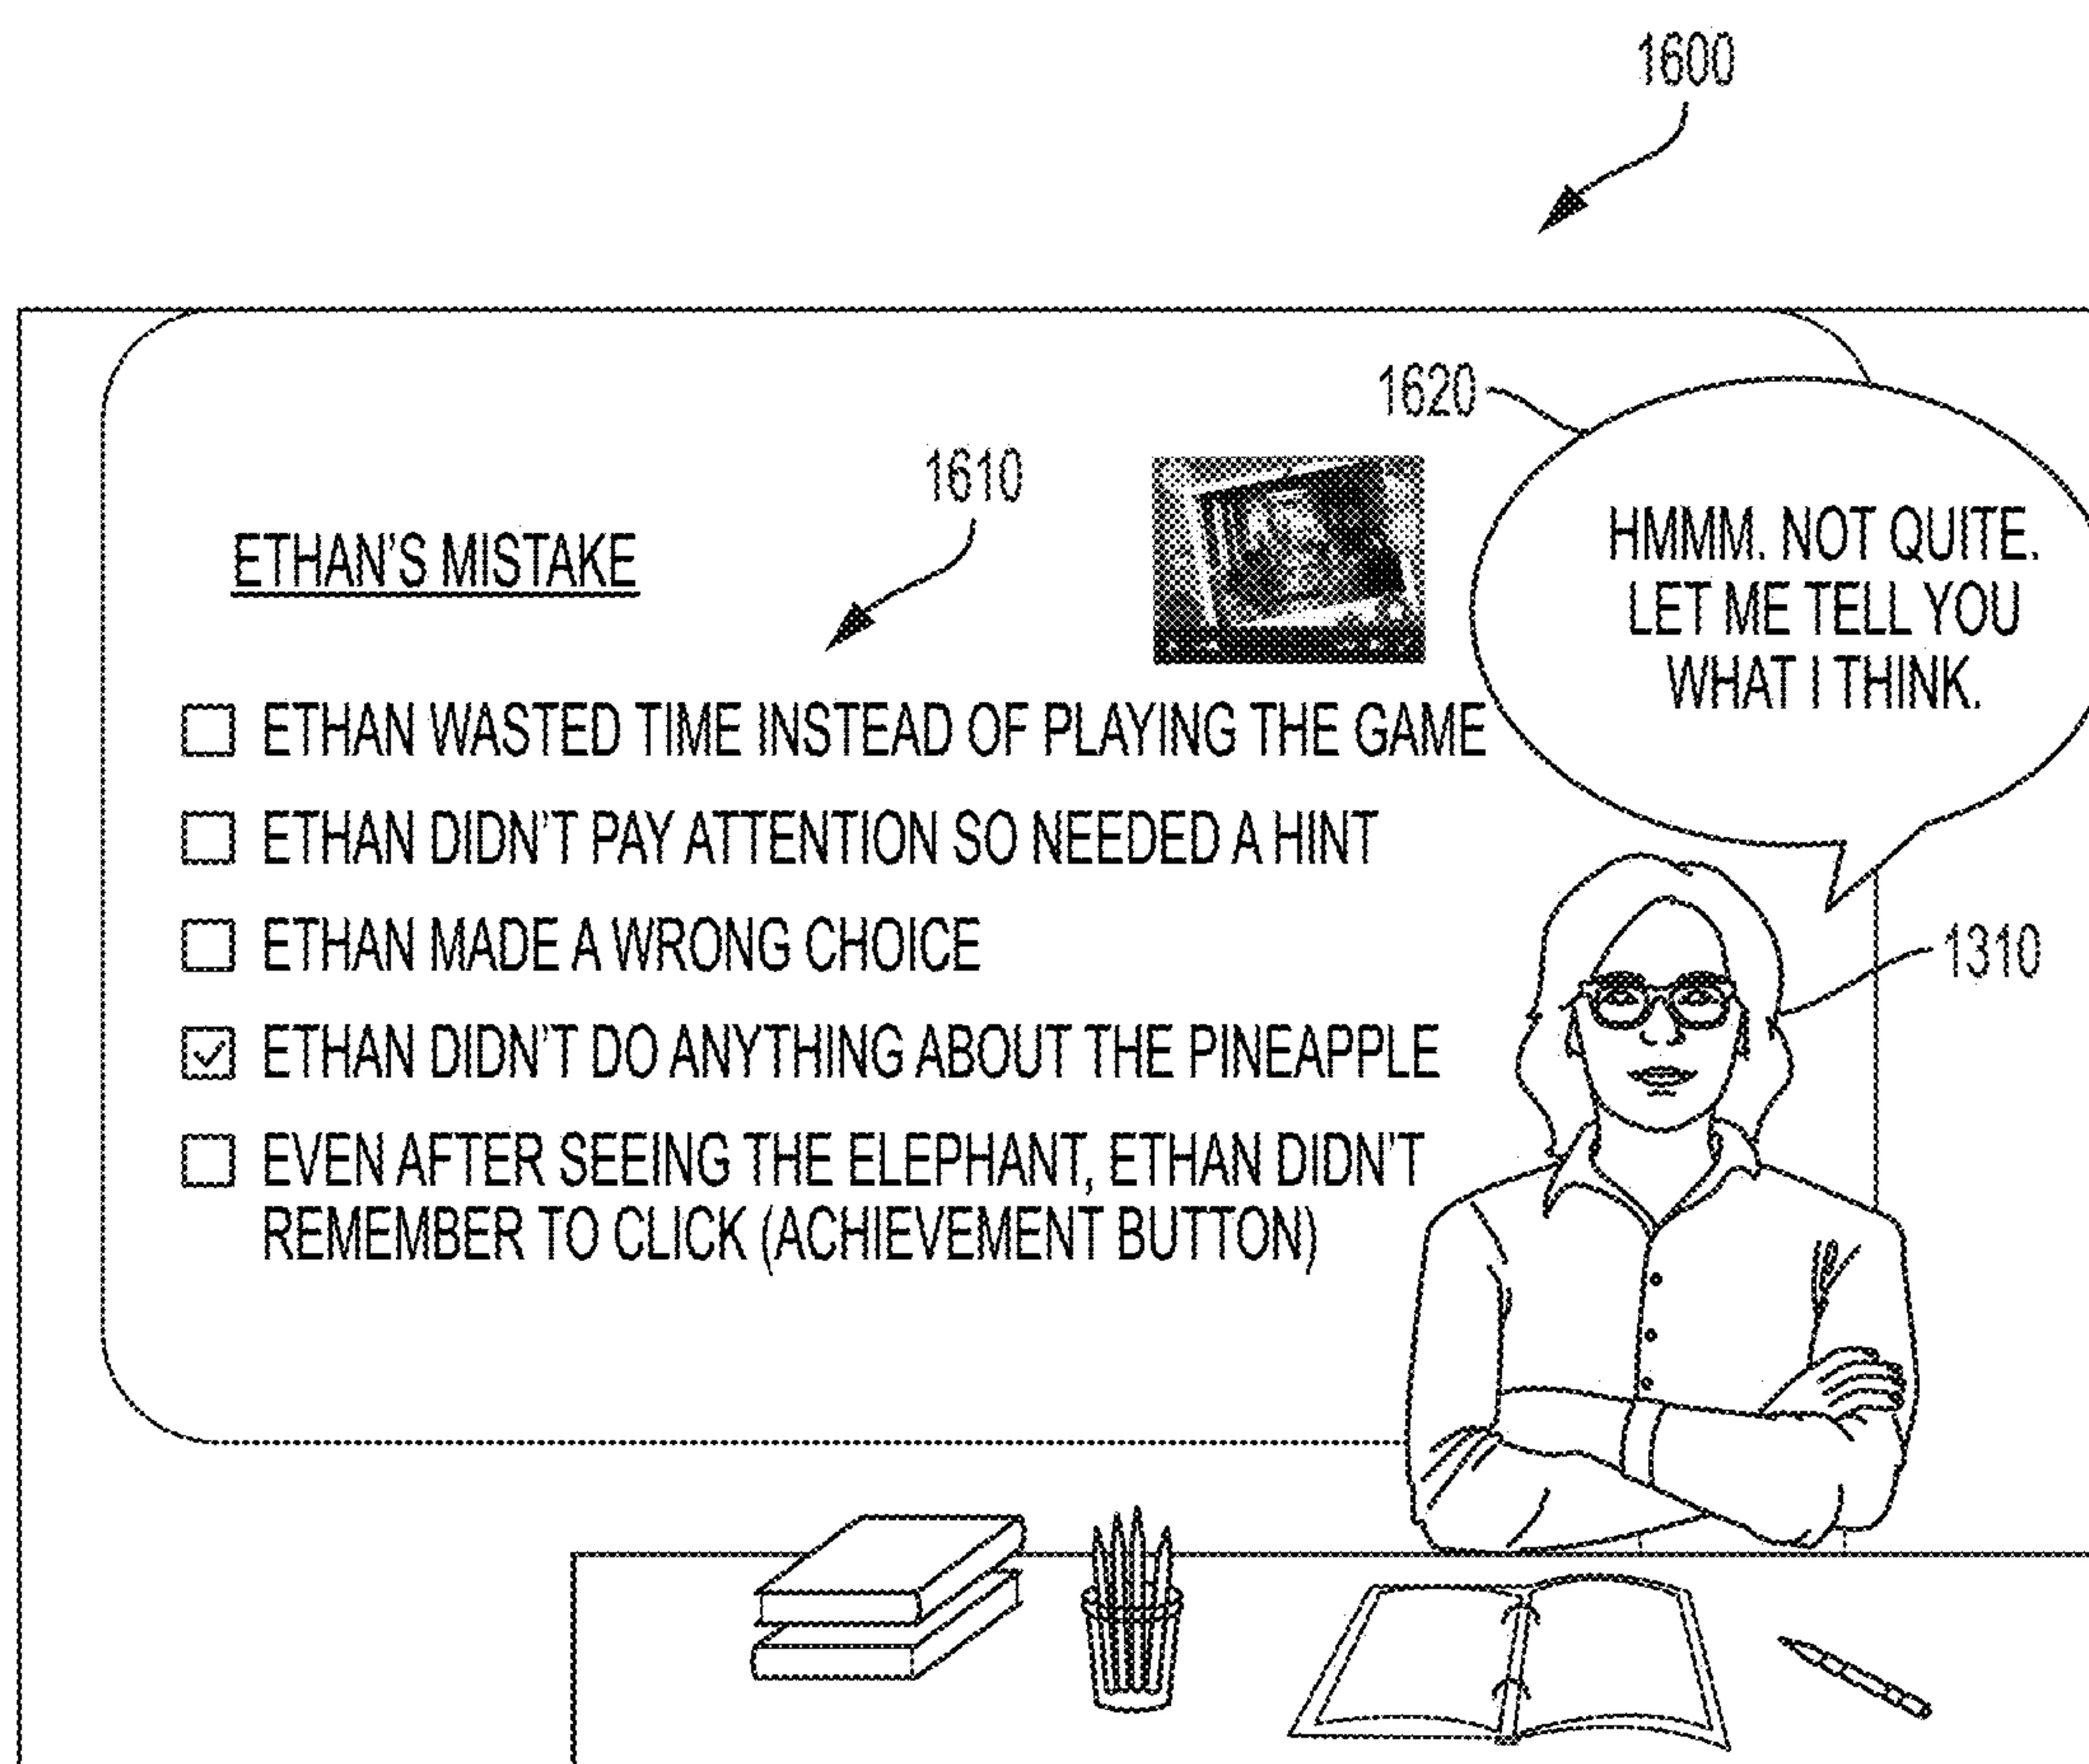 1600
1620
1610
ETHAN'S MISTAKE
HMMM. NOT QUITE.
LET ME TELL YOU
WHAT I THINK.
ETHAN WASTED TIME INSTEAD OF PLAYING THE GAME
ETHAN DIDN'T PAY ATTENTION SO NEEDED A HINT
ETHAN MADE A WRONG CHOICE
1310
ETHAN DIDN'T DO ANYTHING ABOUT THE PINEAPPLE
EVEN AFTER SEEING THE ELEPHANT, ETHAN DIDN'T
REMEMBER TO CLICK (ACHIEVEMENT BUTTON)